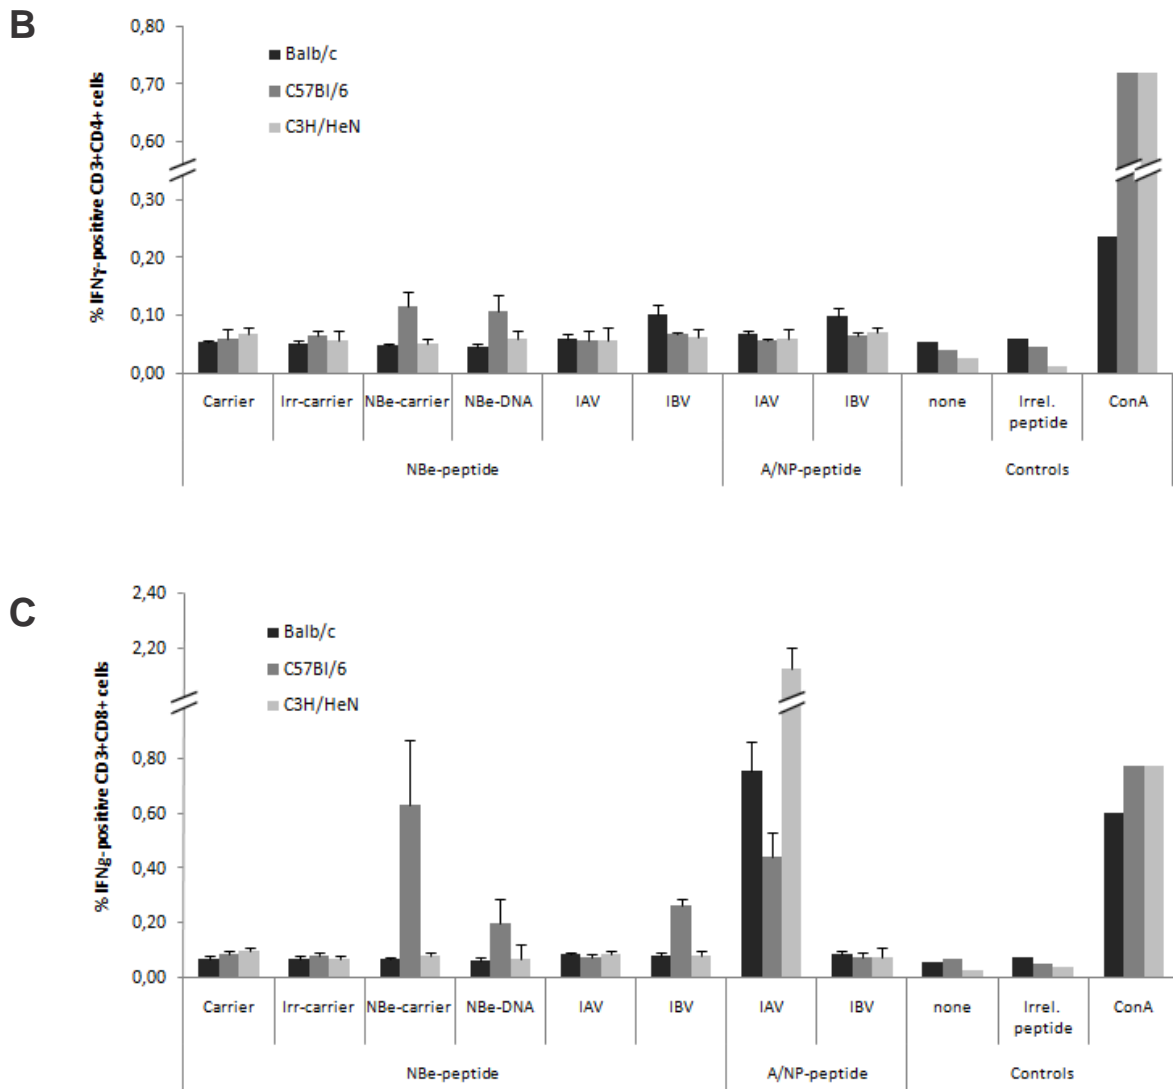 B
% IFNγ-positive CD3+CD4+ cells
0,80
0,70
0,60
0,30
0,20
0,10
0,00
Balb/c
C57Bl/6
C3H/HeN
Carrier Irr-carrier NBe-carrier NBe-DNA IAV IBV IAV IBV none Irrel. peptide ConA
NBe-peptide A/NP-peptide Controls
C
% IFNg-positive CD3+CD8+ cells
2,40
2,20
0,80
0,60
0,40
0,20
0,00
Balb/c
C57Bl/6
C3H/HeN
Carrier Irr-carrier NBe-carrier NBe-DNA IAV IBV IAV IBV none Irrel. peptide ConA
NBe-peptide A/NP-peptide Controls